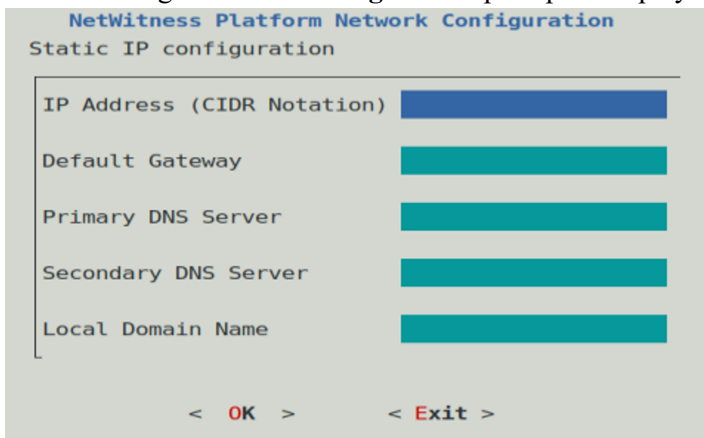 NetWitness Platform Network Configuration
Static IP configuration
IP Address (CIDR Notation)
Default Gateway
Primary DNS Server
Secondary DNS Server
Local Domain Name
< OK > < Exit >